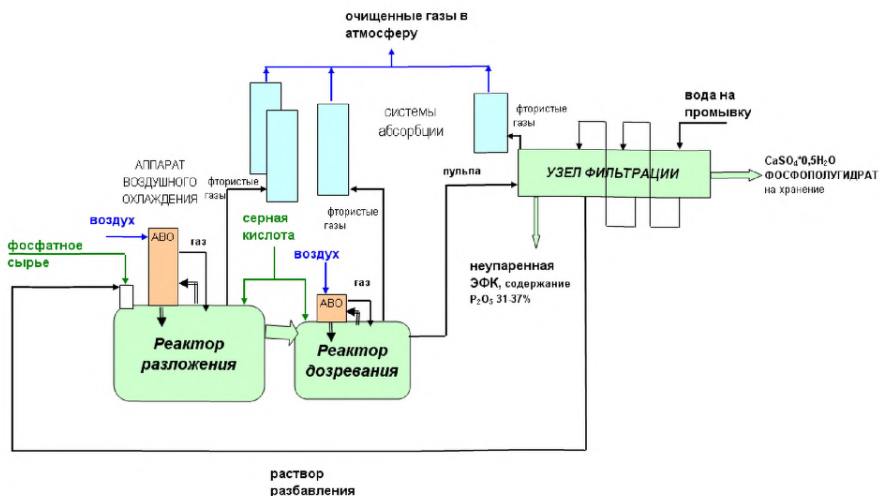 очищенные газы в
атмосферу
системы
абсорбции
фтористые
газы
вода на
промывку
АППАРАТ
ВОЗДУШНОГО
ОХЛАЖДЕНИЯ
фтористые
газы
пульпа
УЗЕЛ ФИЛЬТРАЦИИ
CaSO₄*0,5H₂O
ФОСФОПОЛУГИДРАТ
на хранение
фтористые
газы
серная
кислота
воздух
АВО
газ
фосфатное
сырье
воздух
АВО
газ
неупаренная
ЭФК, содержание
P₂O₅ 31-37%
Реактор
разложения
Реактор
дозревания
раствор
разбавления